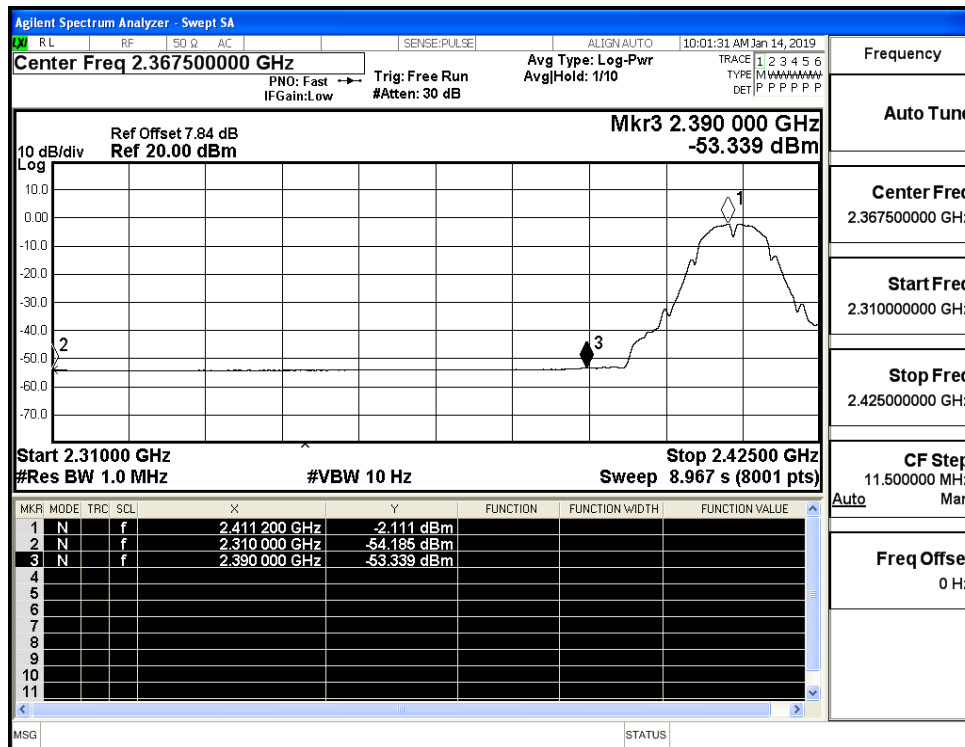 Agilent Spectrum Analyzer - Swept SA
LXI RL RF 50 Ω AC SENSE:PULSE ALIGN AUTO 10:01:31 AM Jan 14, 2019
Center Freq 2.367500000 GHz
PNO: Fast
IFGain:Low
Trig: Free Run
#Atten: 30 dB
Avg Type: Log-Pwr
Avg|Hold: 1/10
TRACE 1 2 3 4 5 6
TYPE M W W W W W
DET P P P P P P
Ref Offset 7.84 dB
Ref 20.00 dBm
10 dB/div
Log
Mkr3 2.390 000 GHz
-53.339 dBm
10.0
0.00
-10.0
-20.0
-30.0
-40.0
-50.0
-60.0
-70.0
1
2
3
Start 2.31000 GHz
Stop 2.42500 GHz
#Res BW 1.0 MHz #VBW 10 Hz Sweep 8.967 s (8001 pts)
MKR MODE TRC SCL X Y FUNCTION FUNCTION WIDTH FUNCTION VALUE
1 N f 2.411 200 GHz -2.111 dBm
2 N f 2.310 000 GHz -54.185 dBm
3 N f 2.390 000 GHz -53.339 dBm
4
5
6
7
8
9
10
11
MSG STATUS
Frequency
Auto Tune
Center Freq
2.367500000 GHz
Start Freq
2.310000000 GHz
Stop Freq
2.425000000 GHz
CF Step
11.500000 MHz
Auto Man
Freq Offse
0 Hz